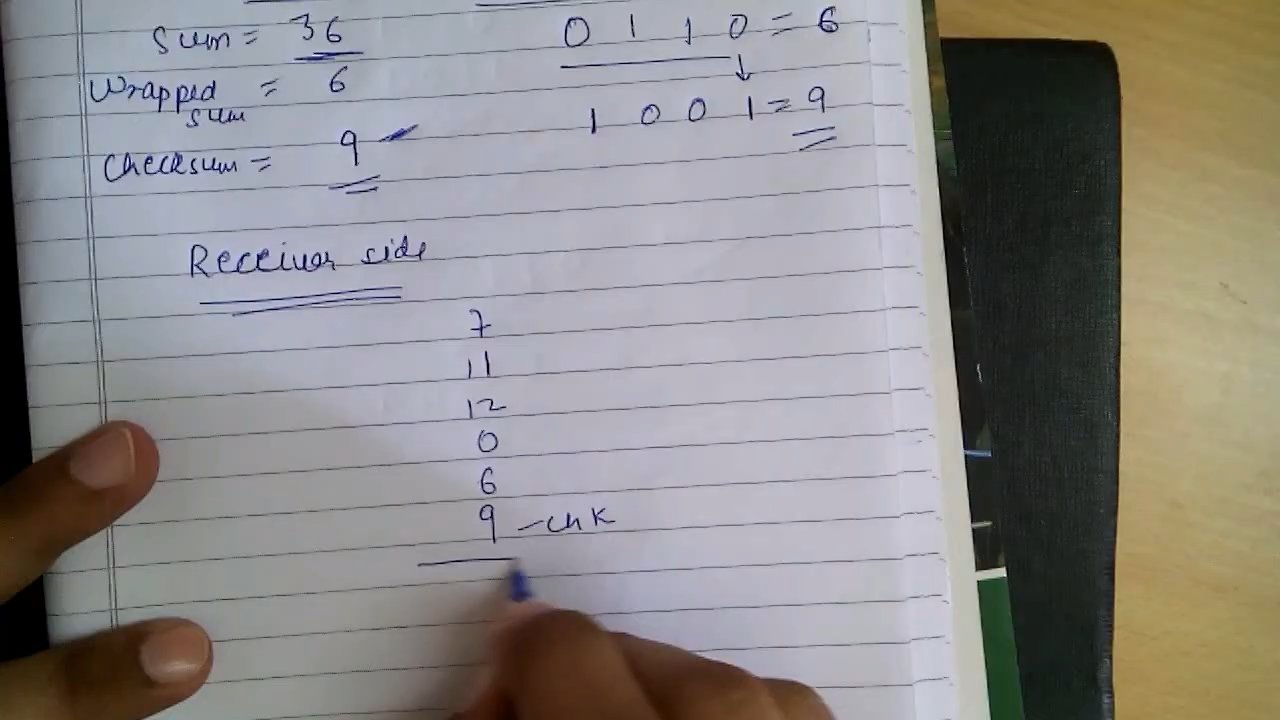 sum = 36
0 1 1 0 = 6
Wrapped sum = 6
↓
1 0 0 1 = 9
Checksum = 9
Receiver side
7
11
12
0
6
9 - chk